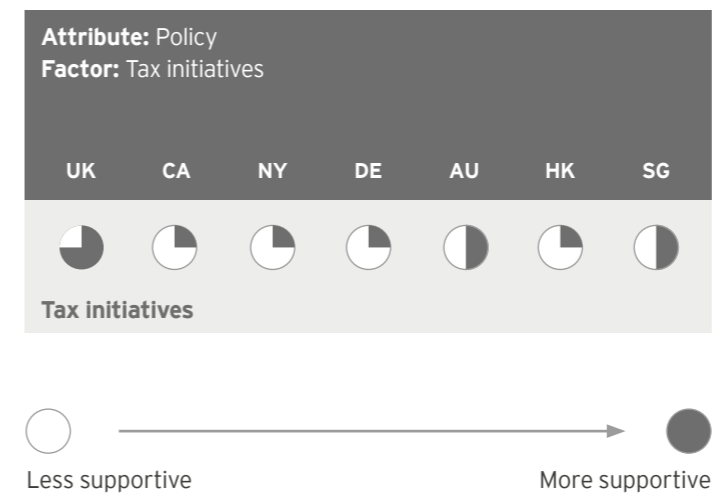 Attribute: Policy
Factor: Tax initiatives
UK CA NY DE AU HK SG
Tax initiatives
Less supportive More supportive